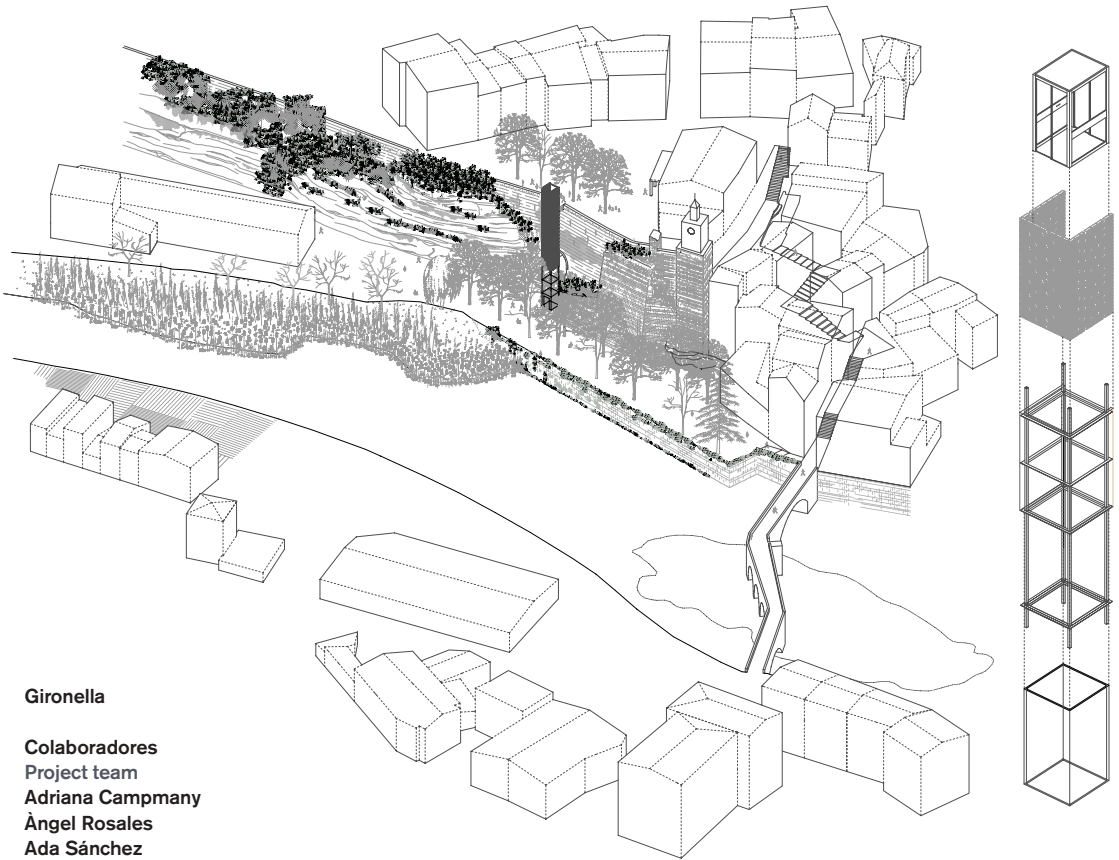 Gironella
Colaboradores
Project team
Adriana Campmany
Àngel Rosales
Ada Sánchez